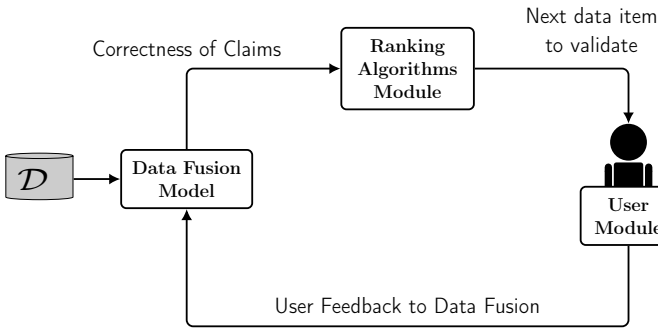 Next data item
to validate
Correctness of Claims
Ranking
Algorithms
Module
𝒟
Data Fusion
Model
User
Module
User Feedback to Data Fusion